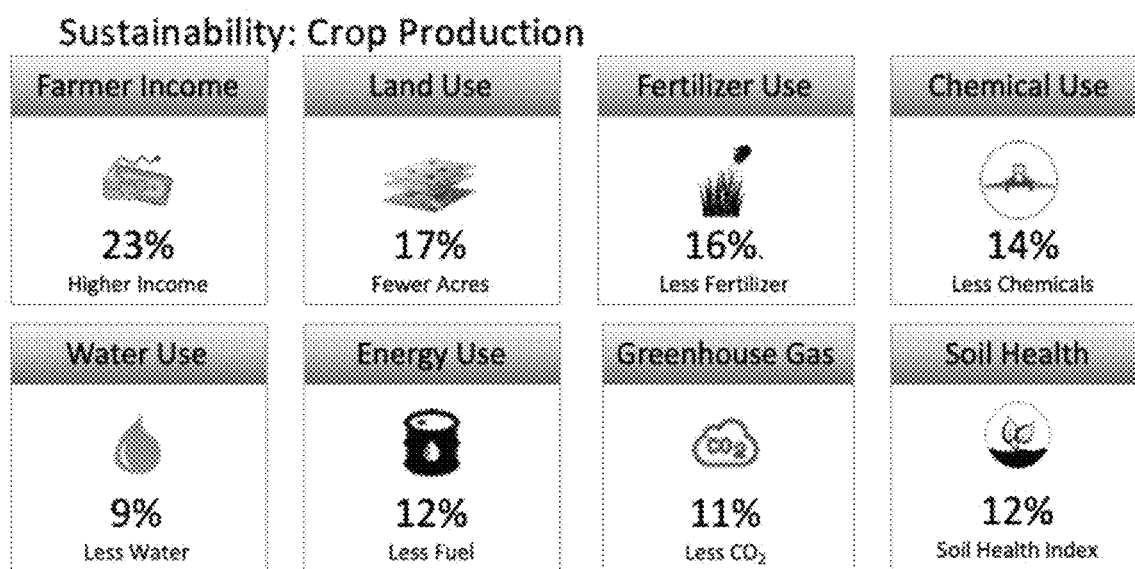 Sustainability: Crop Production
Farmer Income
Land Use
Fertilizer Use
Chemical Use
23%
17%
16%.
14%
Higher Income
Fewer Acres
Less Fertilizer
Less Chemicals
Water Use
Energy Use
Greenhouse Gas
Soil Health
CO₂
9%
12%
11%
12%
Less Water
Less Fuel
Less CO₂
Soil Health Index